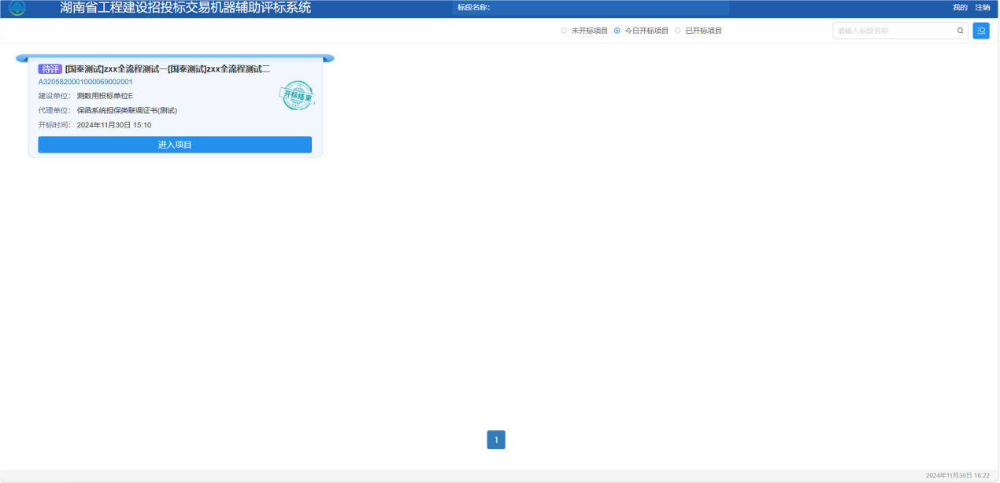 湖南省工程建设招投标交易机器辅助评标系统 标段名称: 我的 注销
未开标项目 今日开标项目 已开标项目 请输入标段名称
待评 [国泰测试]zxx全流程测试一[国泰测试]zxx全流程测试二
A3205820001000069002001
建设单位: 测数用投标单位E
开标结束
代理单位: 保函系统担保类联调证书(测试)
开标时间: 2024年11月30日 15:10
进入项目
1
2024年11月30日 16:22